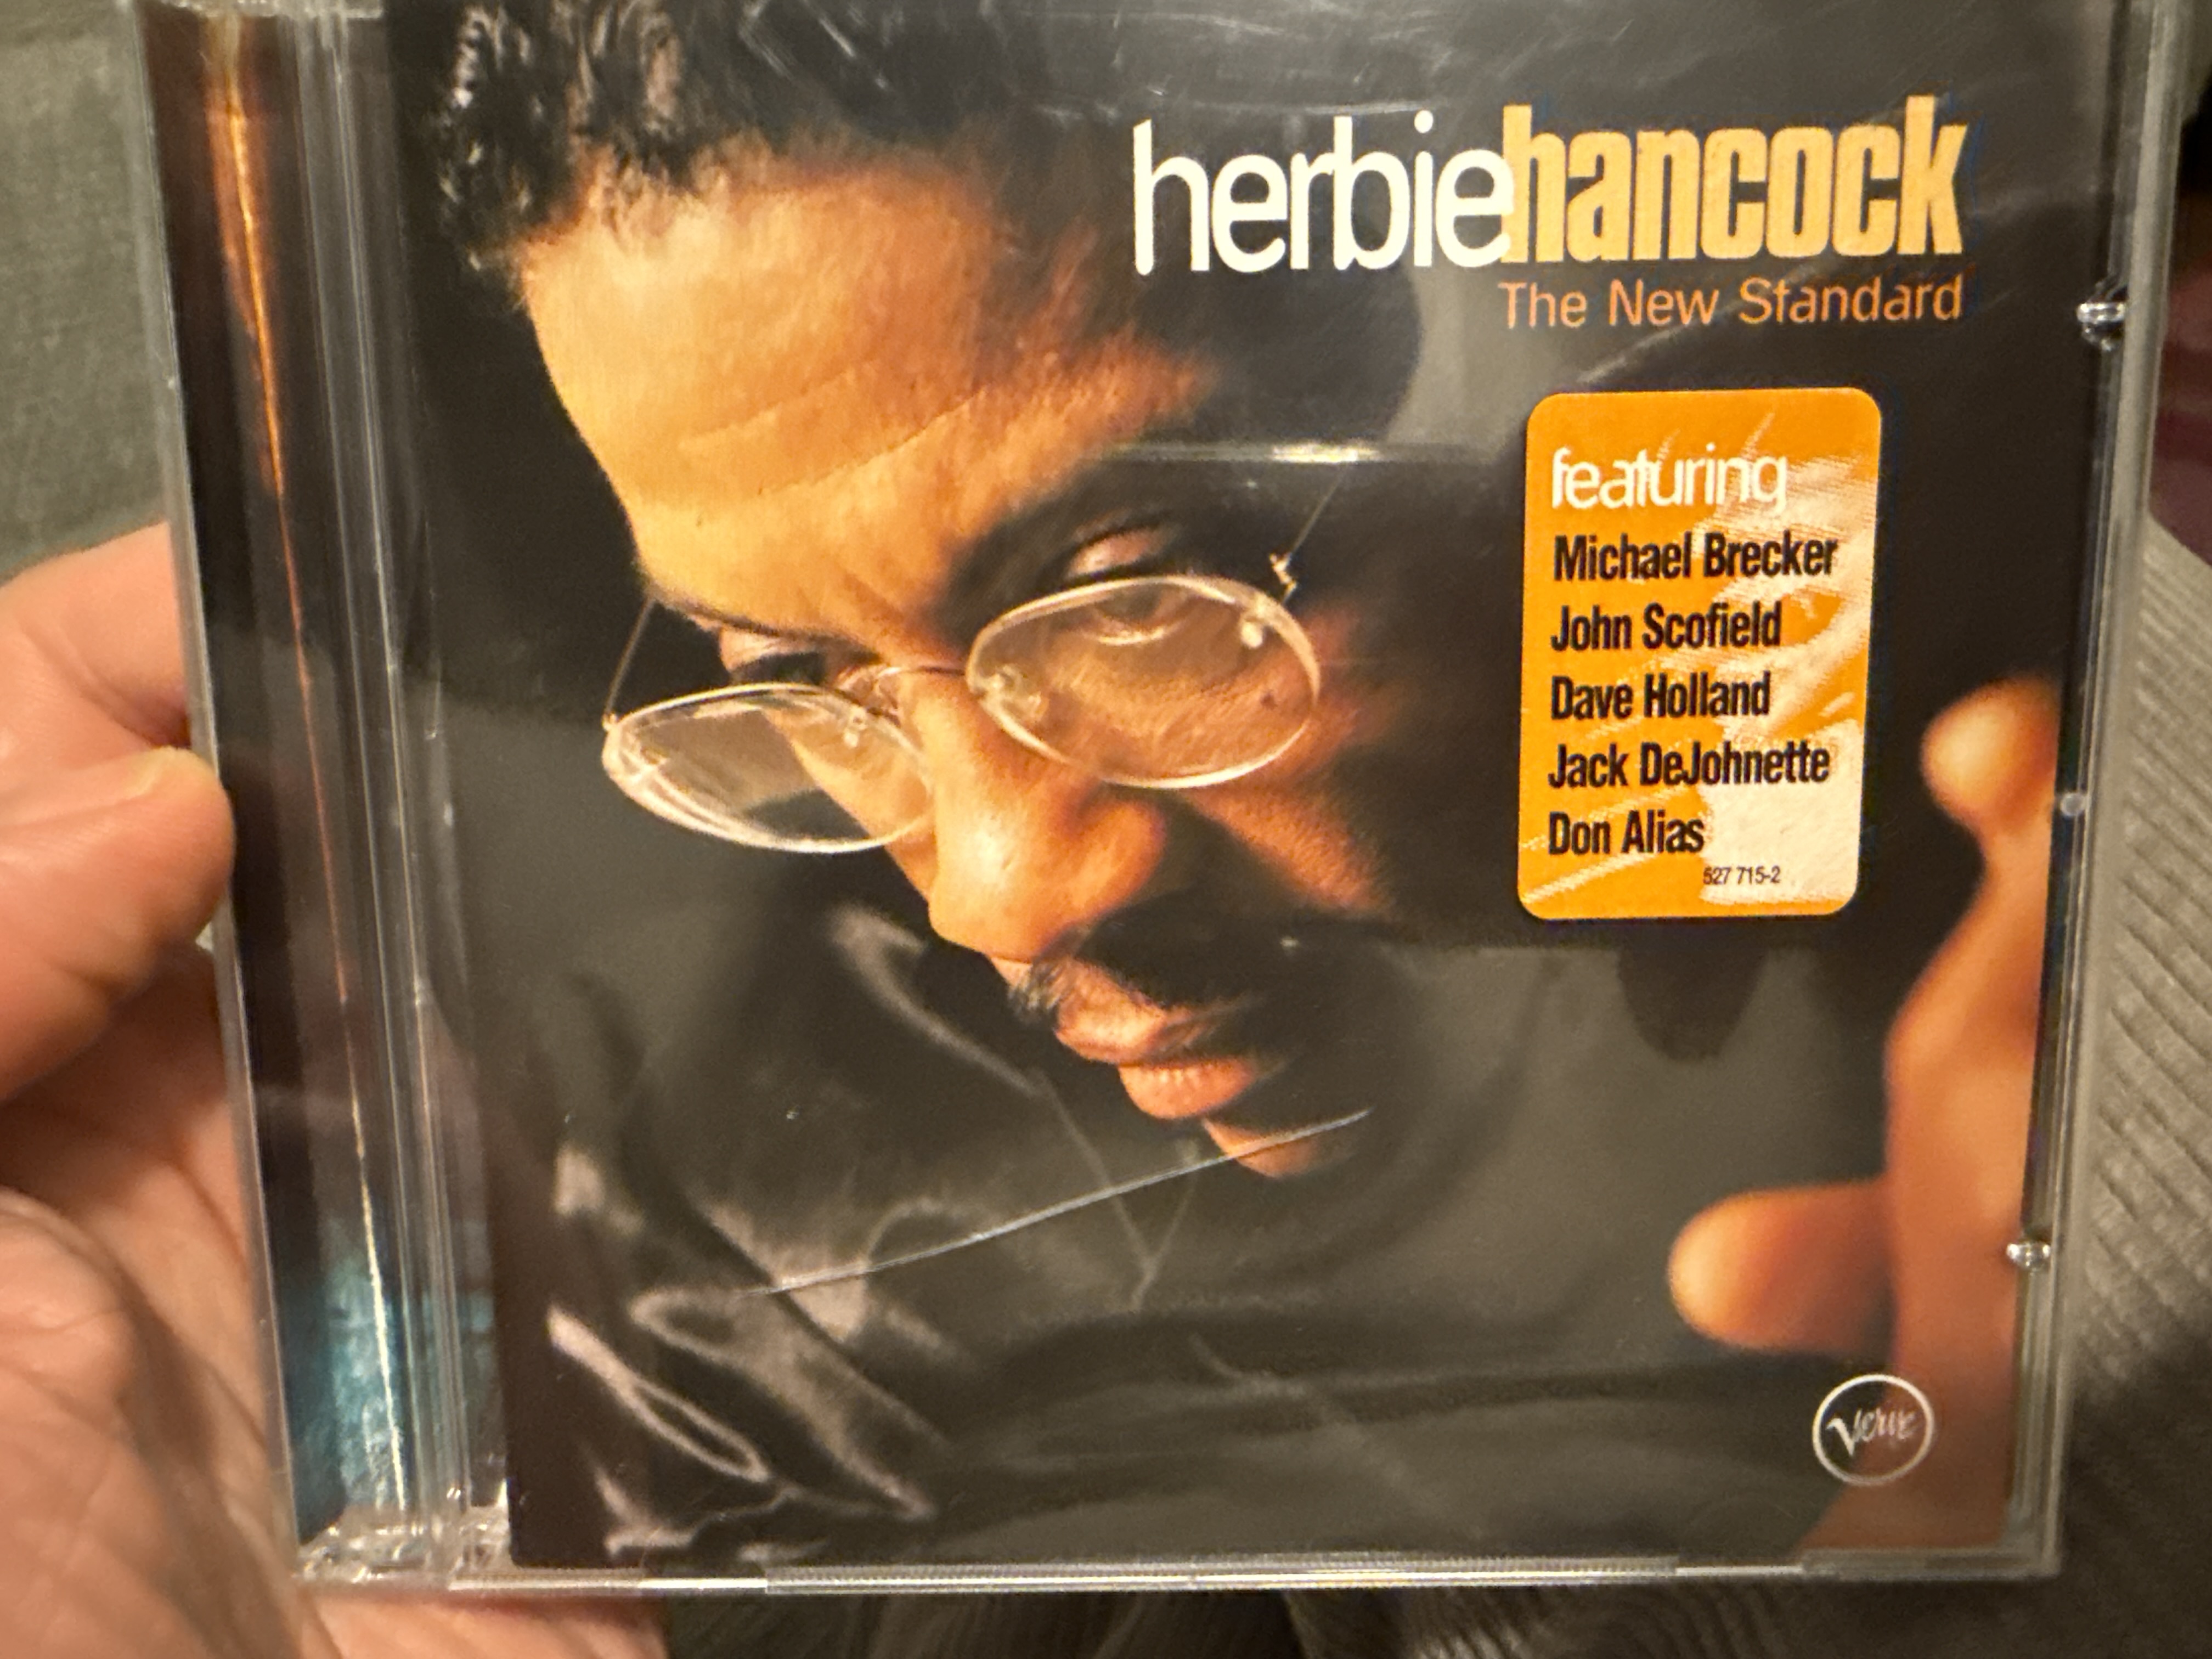 herbiehancock
The New Standard
featuring
Michael Brecker
John Scofield
Dave Holland
Jack DeJohnette
Don Alias
527 715-2
Verve